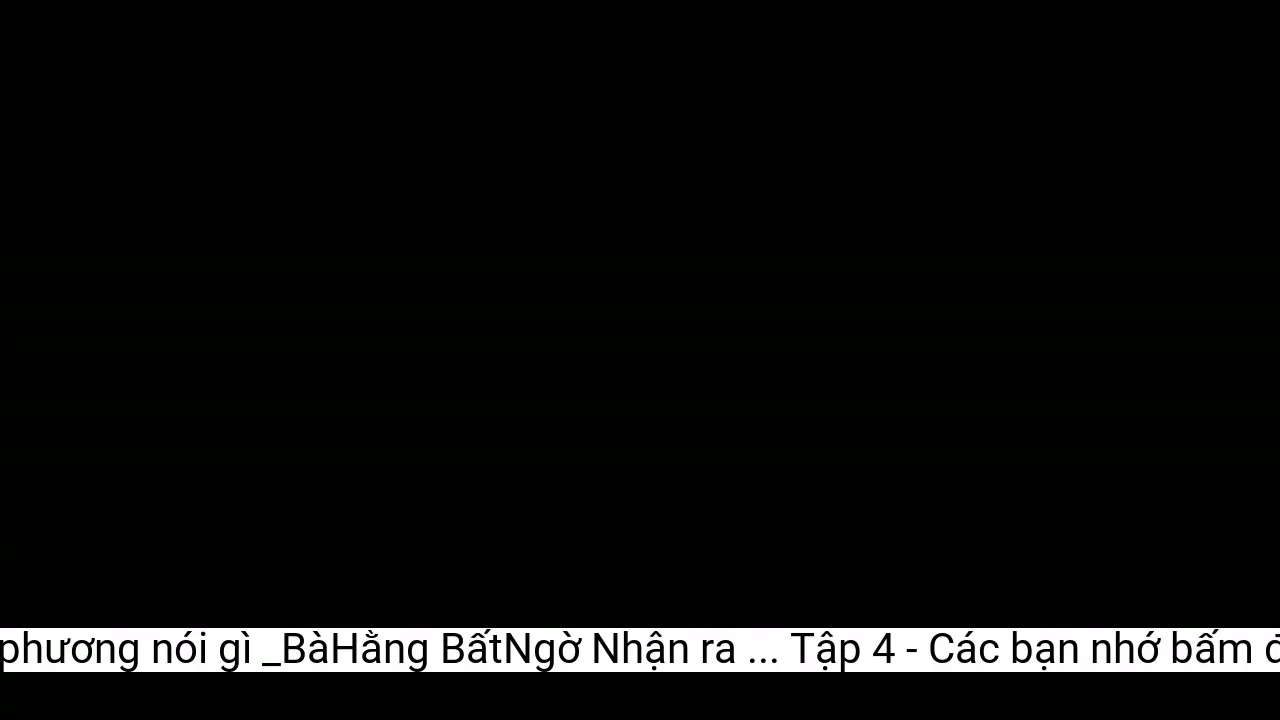 phương nói gì _BàHằng BấtNgờ Nhận ra ... Tập 4 - Các bạn nhớ bấm